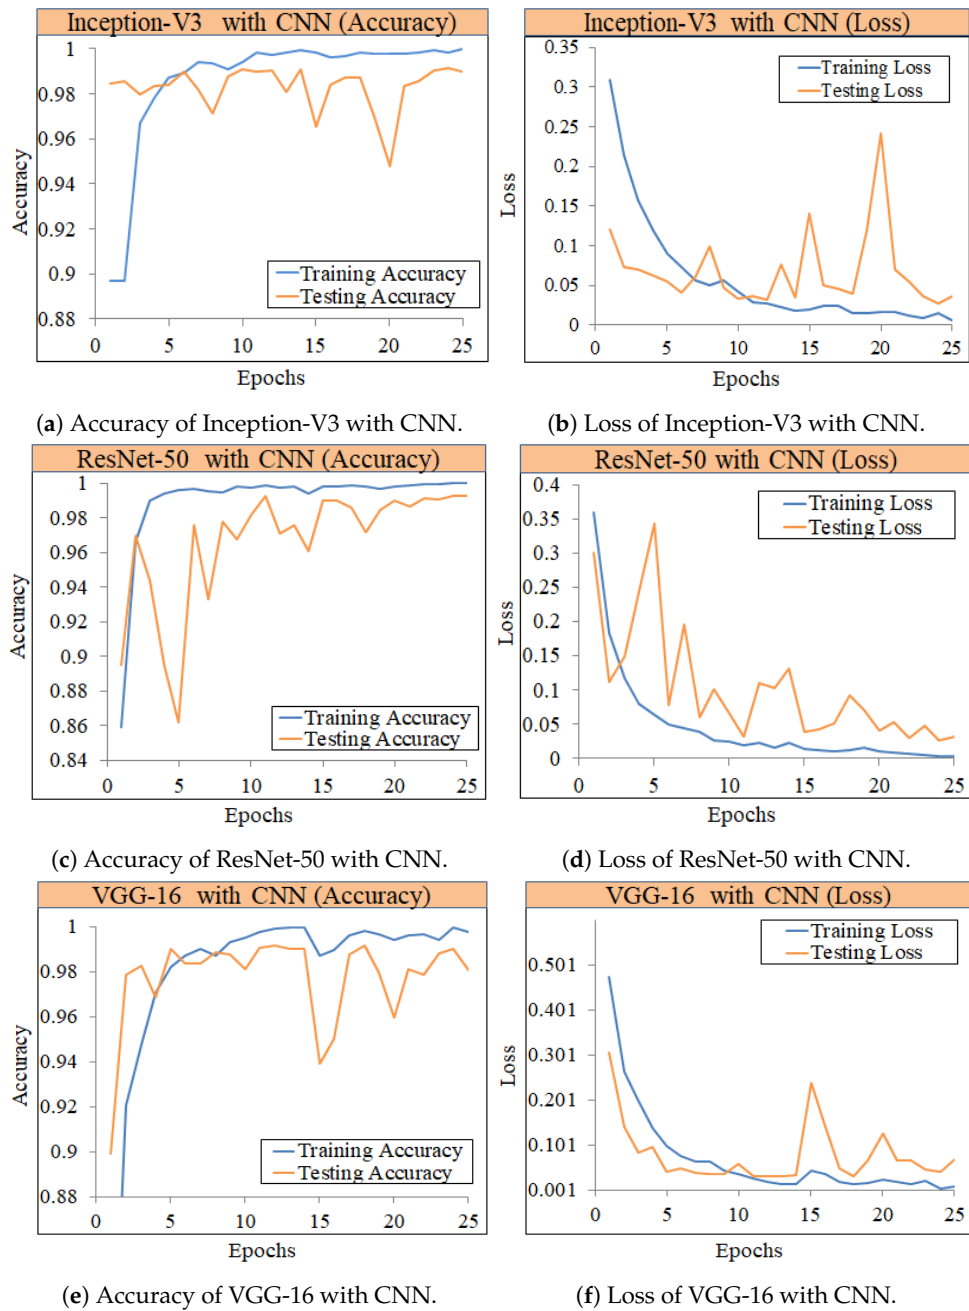 Inception-V3 with CNN (Accuracy)
1
0.98
0.96
0.94
0.92
0.9
0.88
Accuracy
Training Accuracy
Testing Accuracy
0 5 10 15 20 25
Epochs
Inception-V3 with CNN (Loss)
0.35
0.3
0.25
0.2
0.15
0.1
0.05
0
Loss
Training Loss
Testing Loss
0 5 10 15 20 25
Epochs
(a) Accuracy of Inception-V3 with CNN.
(b) Loss of Inception-V3 with CNN.
ResNet-50 with CNN (Accuracy)
1
0.98
0.96
0.94
0.92
0.9
0.88
0.86
0.84
Accuracy
Training Accuracy
Testing Accuracy
0 5 10 15 20 25
Epochs
ResNet-50 with CNN (Loss)
0.4
0.35
0.3
0.25
0.2
0.15
0.1
0.05
0
Loss
Training Loss
Testing Loss
0 5 10 15 20 25
Epochs
(c) Accuracy of ResNet-50 with CNN.
(d) Loss of ResNet-50 with CNN.
VGG-16 with CNN (Accuracy)
1
0.98
0.96
0.94
0.92
0.9
0.88
Accuracy
Training Accuracy
Testing Accuracy
0 5 10 15 20 25
Epochs
VGG-16 with CNN (Loss)
0.501
0.401
0.301
0.201
0.101
0.001
Loss
Training Loss
Testing Loss
0 5 10 15 20 25
Epochs
(e) Accuracy of VGG-16 with CNN.
(f) Loss of VGG-16 with CNN.